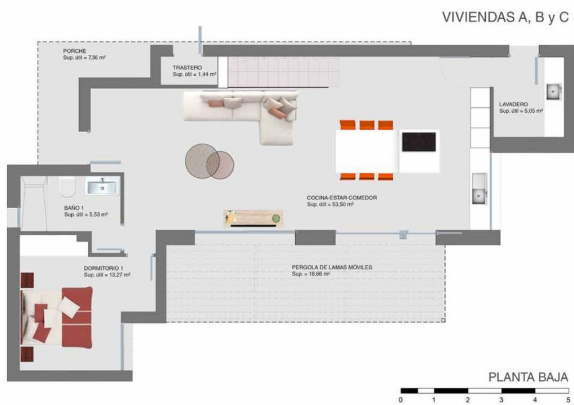 VIVIENDAS A, B y C
PORCHE
Sup. útil = 7,36 m²
TRASTERO
Sup. útil = 1,44 m²
LAVADERO
Sup. útil = 5,05 m²
COCINA-ESTAR-COMEDOR
Sup. útil = 53,50 m²
BAÑO 1
Sup. útil = 5,53 m²
DORMITORIO 1
Sup. útil = 13,27 m²
PERGOLA DE LAMAS MÓVILES
Sup. = 18,66 m²
PLANTA BAJA
0 1 2 3 4 5